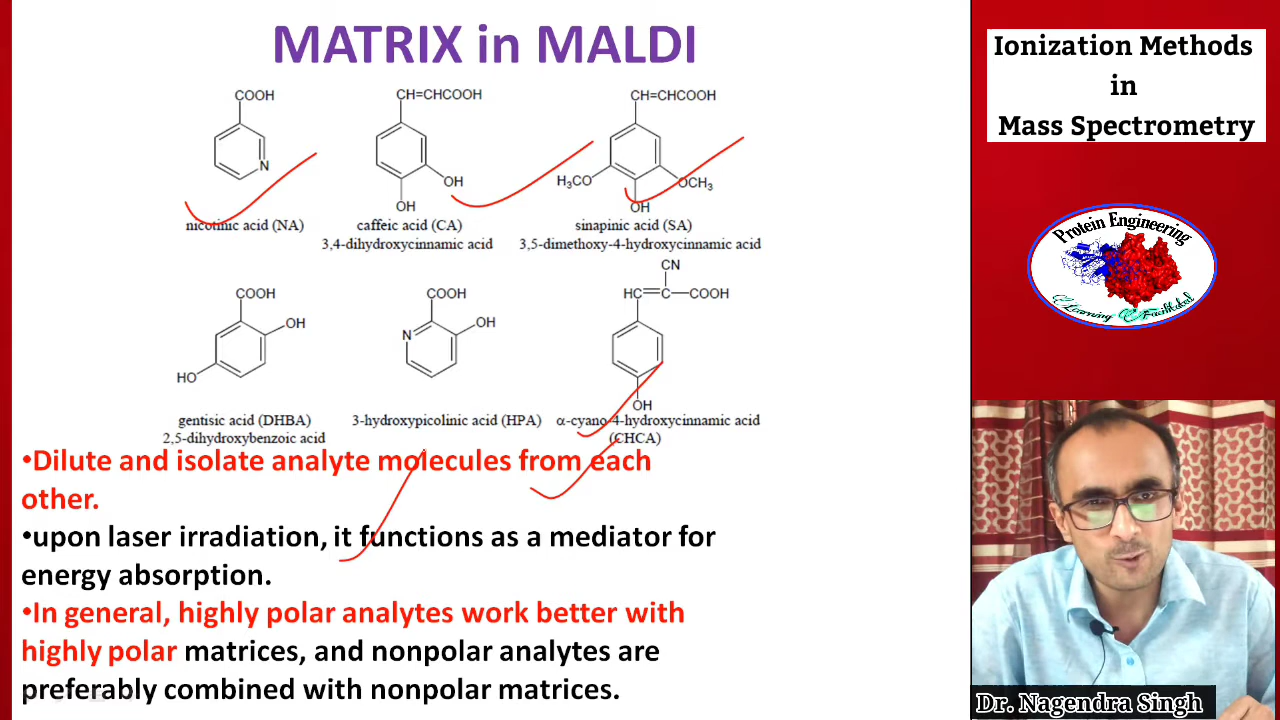 MATRIX in MALDI
COOH
N
nicotinic acid (NA)
CH=CHCOOH
OH
OH
caffeic acid (CA)
3,4-dihydroxycinnamic acid
CH=CHCOOH
H₃CO
OCH₃
OH
sinapinic acid (SA)
3,5-dimethoxy-4-hydroxycinnamic acid
COOH
OH
HO
gentisic acid (DHBA)
2,5-dihydroxybenzoic acid
COOH
N
OH
3-hydroxypicolinic acid (HPA)
CN
HC=C—COOH
OH
α-cyano-4-hydroxycinnamic acid
(CHCA)
•Dilute and isolate analyte molecules from each
other.
•upon laser irradiation, it functions as a mediator for
energy absorption.
•In general, highly polar analytes work better with
highly polar matrices, and nonpolar analytes are
preferably combined with nonpolar matrices.
Ionization Methods
in
Mass Spectrometry
Protein Engineering
Learning Facilitated
Dr. Nagendra Singh